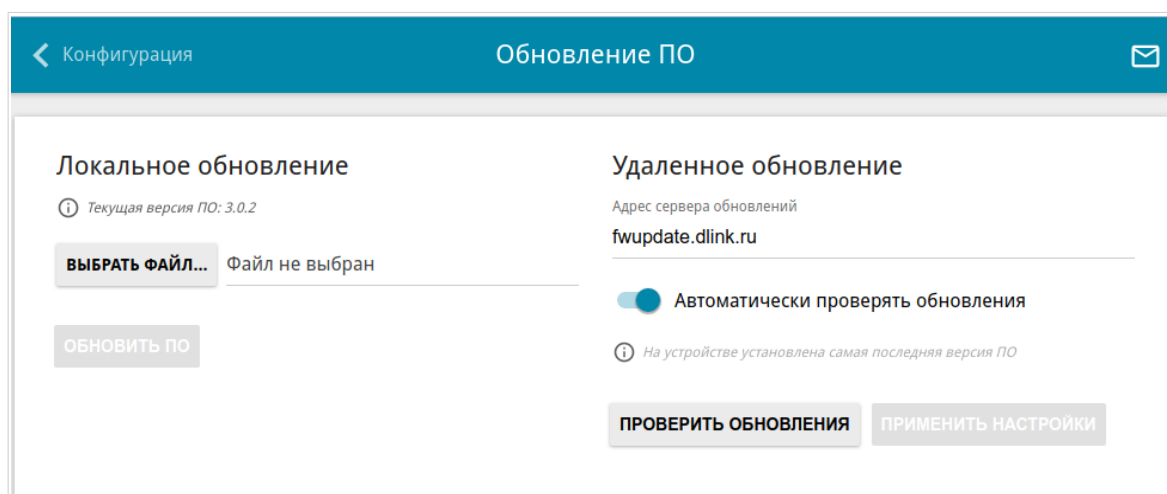 Конфигурация
Обновление ПО
Локальное обновление
Текущая версия ПО: 3.0.2
ВЫБРАТЬ ФАЙЛ... Файл не выбран
ОБНОВИТЬ ПО
Удаленное обновление
Адрес сервера обновлений
fwupdate.dlink.ru
Автоматически проверять обновления
На устройстве установлена самая последняя версия ПО
ПРОВЕРИТЬ ОБНОВЛЕНИЯ ПРИМЕНИТЬ НАСТРОЙКИ